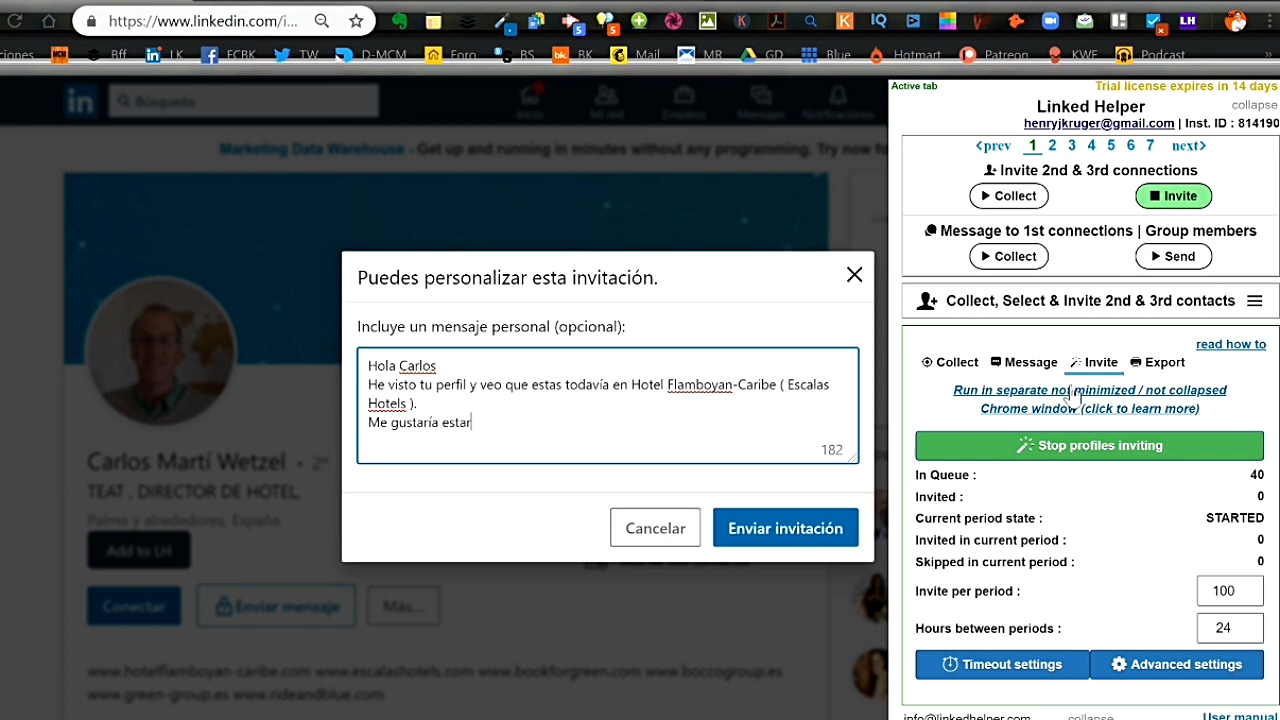 https://www.linkedin.com/i...
ciones Bff LK FCBK TW D-MCM Foro BS BK Mail MR GD Blue Hotmart Patreon KWF Podcast »
Active tab
Trial license expires in 14 days
Linked Helper
collapse
henryjkruger@gmail.com | Inst. ID : 814190
<prev 1 2 3 4 5 6 7 next>
Invite 2nd & 3rd connections
Collect
Invite
Message to 1st connections | Group members
Collect
Send
Collect, Select & Invite 2nd & 3rd contacts
read how to
Collect Message Invite Export
Run in separate not minimized / not collapsed
Chrome window (click to learn more)
Stop profiles inviting
In Queue : 40
Invited : 0
Current period state : STARTED
Invited in current period : 0
Skipped in current period : 0
Invite per period : 100
Hours between periods : 24
Timeout settings
Advanced settings
info@linkedhelper.com collapse User manual
in
Búsqueda
Inicio Mi red Empleos Mensajes Notificaciones
Marketing Data Warehouse - Get up and running in minutes without any programming. Try now
Puedes personalizar esta invitación.
Incluye un mensaje personal (opcional):
Hola Carlos
He visto tu perfil y veo que estas todavía en Hotel Flamboyan-Caribe ( Escalas
Hotels ).
Me gustaría estar
182
Cancelar
Enviar invitación
Carlos Martí Wetzel • 2º
TEAT , DIRECTOR DE HOTEL,
Palma y alrededores, España
Add to LH
Conectar
Enviar mensaje
Más...
www.hotelflamboyan-caribe.com www.escalashotels.com www.bookforgreen.com www.boccogroup.es
www.green-group.es www.rideandblue.com